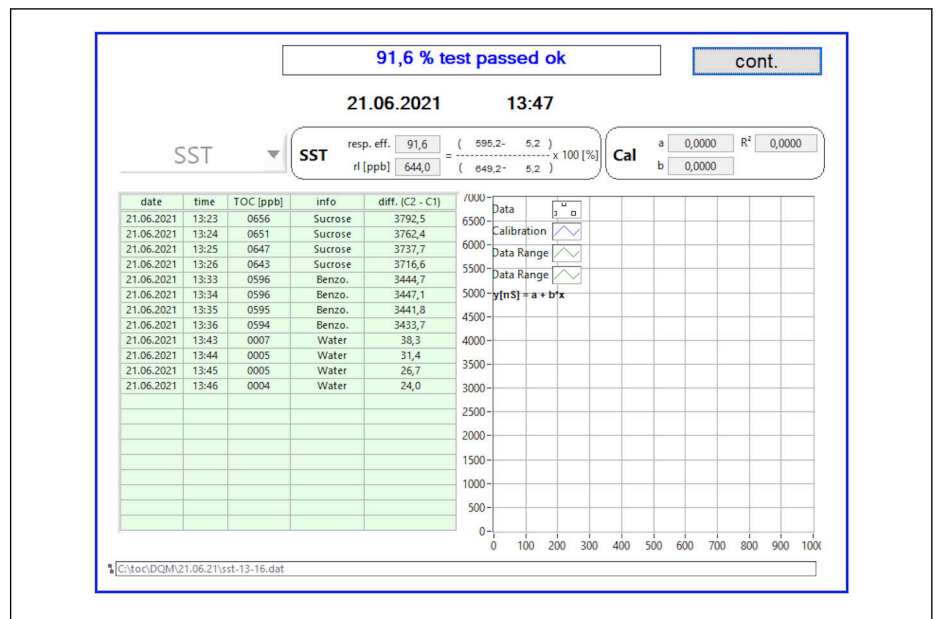 91,6 % test passed ok
cont.
21.06.2021 13:47
SST
SST resp. eff. 91,6 = ( 595,2- 5,2 ) x 100 [%]
rl [ppb] 644,0 ( 649,2- 5,2 )
Cal a 0,0000 R² 0,0000
b 0,0000
date time TOC [ppb] info diff. (C2 - C1)
21.06.2021 13:23 0656 Sucrose 3792,5
21.06.2021 13:24 0651 Sucrose 3762,4
21.06.2021 13:25 0647 Sucrose 3737,7
21.06.2021 13:26 0643 Sucrose 3716,6
21.06.2021 13:33 0596 Benzo. 3444,7
21.06.2021 13:34 0596 Benzo. 3447,1
21.06.2021 13:35 0595 Benzo. 3441,8
21.06.2021 13:36 0594 Benzo. 3433,7
21.06.2021 13:43 0007 Water 38,3
21.06.2021 13:44 0005 Water 31,4
21.06.2021 13:45 0005 Water 26,7
21.06.2021 13:46 0004 Water 24,0
7000
Data
6500
Calibration
6000
Data Range
5500
Data Range
5000
y[nS] = a + b*x
4500
4000
3500
3000
2500
2000
1500
1000
500
0
0 100 200 300 400 500 600 700 800 900 1000
C:\toc\DQM\21.06.21\sst-13-16.dat